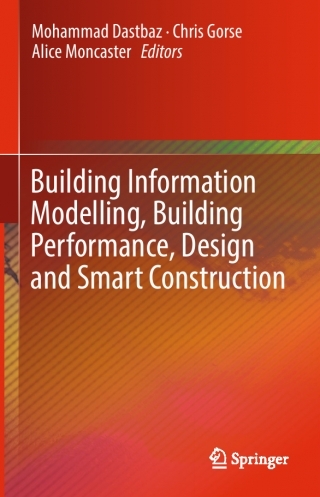 Mohammad Dastbaz · Chris Gorse
Alice Moncaster Editors
Building Information
Modelling, Building
Performance, Design
and Smart Construction
Springer